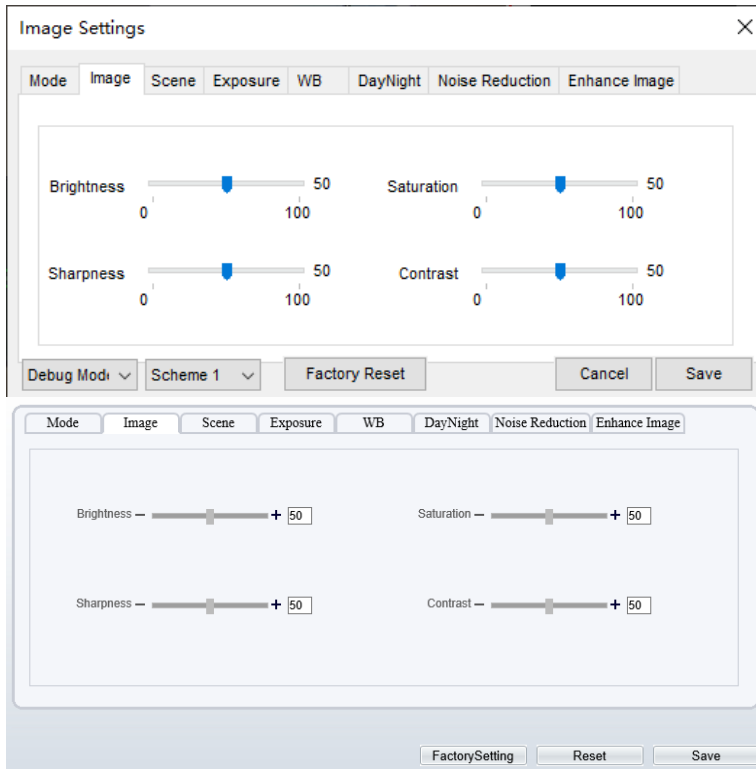 Image Settings
Mode Image Scene Exposure WB DayNight Noise Reduction Enhance Image
Brightness 50 Saturation 50
0 100 0 100
Sharpness 50 Contrast 50
0 100 0 100
Debug Mode Scheme 1 Factory Reset Cancel Save
Mode Image Scene Exposure WB DayNight Noise Reduction Enhance Image
Brightness 50 Saturation 50
Sharpness 50 Contrast 50
FactorySetting Reset Save